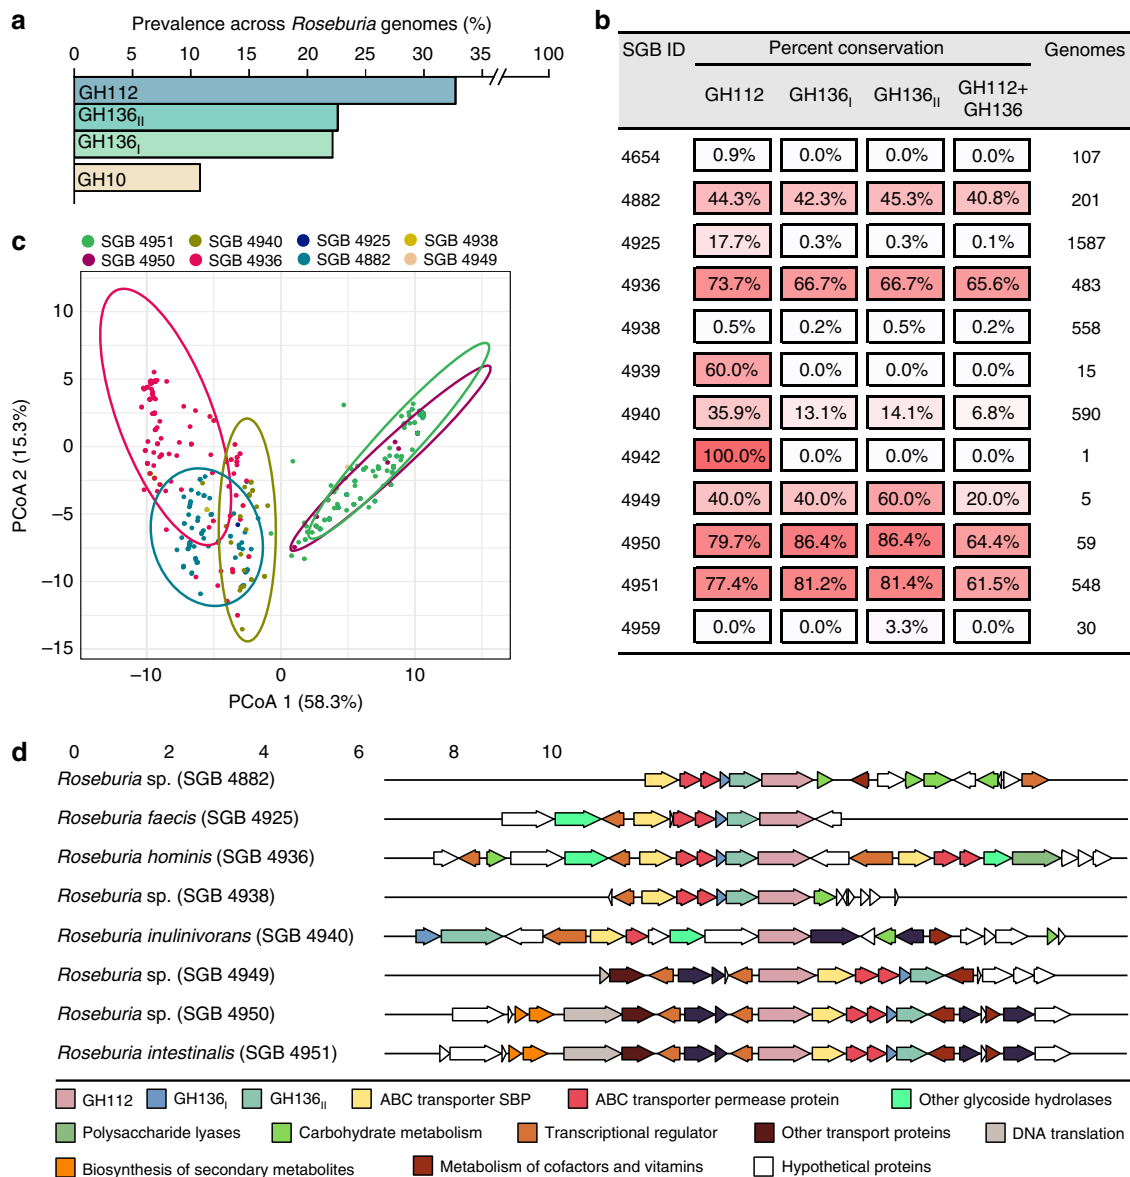 a
Prevalence across Roseburia genomes (%)
0 5 10 15 20 25 30 35 100
GH112
GH136II
GH136I
GH10
b
SGB ID Percent conservation Genomes
GH112 GH136I GH136II GH112+ GH136
4654 0.9% 0.0% 0.0% 0.0% 107
4882 44.3% 42.3% 45.3% 40.8% 201
4925 17.7% 0.3% 0.3% 0.1% 1587
4936 73.7% 66.7% 66.7% 65.6% 483
4938 0.5% 0.2% 0.5% 0.2% 558
4939 60.0% 0.0% 0.0% 0.0% 15
4940 35.9% 13.1% 14.1% 6.8% 590
4942 100.0% 0.0% 0.0% 0.0% 1
4949 40.0% 40.0% 60.0% 20.0% 5
4950 79.7% 86.4% 86.4% 64.4% 59
4951 77.4% 81.2% 81.4% 61.5% 548
4959 0.0% 0.0% 3.3% 0.0% 30
c
SGB 4951 SGB 4940 SGB 4925 SGB 4938
SGB 4950 SGB 4936 SGB 4882 SGB 4949
PCoA 2 (15.3%)
10
5
0
−5
−10
−15
−10 0 10
PCoA 1 (58.3%)
d
0 2 4 6 8 10
Roseburia sp. (SGB 4882)
Roseburia faecis (SGB 4925)
Roseburia hominis (SGB 4936)
Roseburia sp. (SGB 4938)
Roseburia inulinivorans (SGB 4940)
Roseburia sp. (SGB 4949)
Roseburia sp. (SGB 4950)
Roseburia intestinalis (SGB 4951)
GH112 GH136I GH136II ABC transporter SBP ABC transporter permease protein Other glycoside hydrolases
Polysaccharide lyases Carbohydrate metabolism Transcriptional regulator Other transport proteins DNA translation
Biosynthesis of secondary metabolites Metabolism of cofactors and vitamins Hypothetical proteins